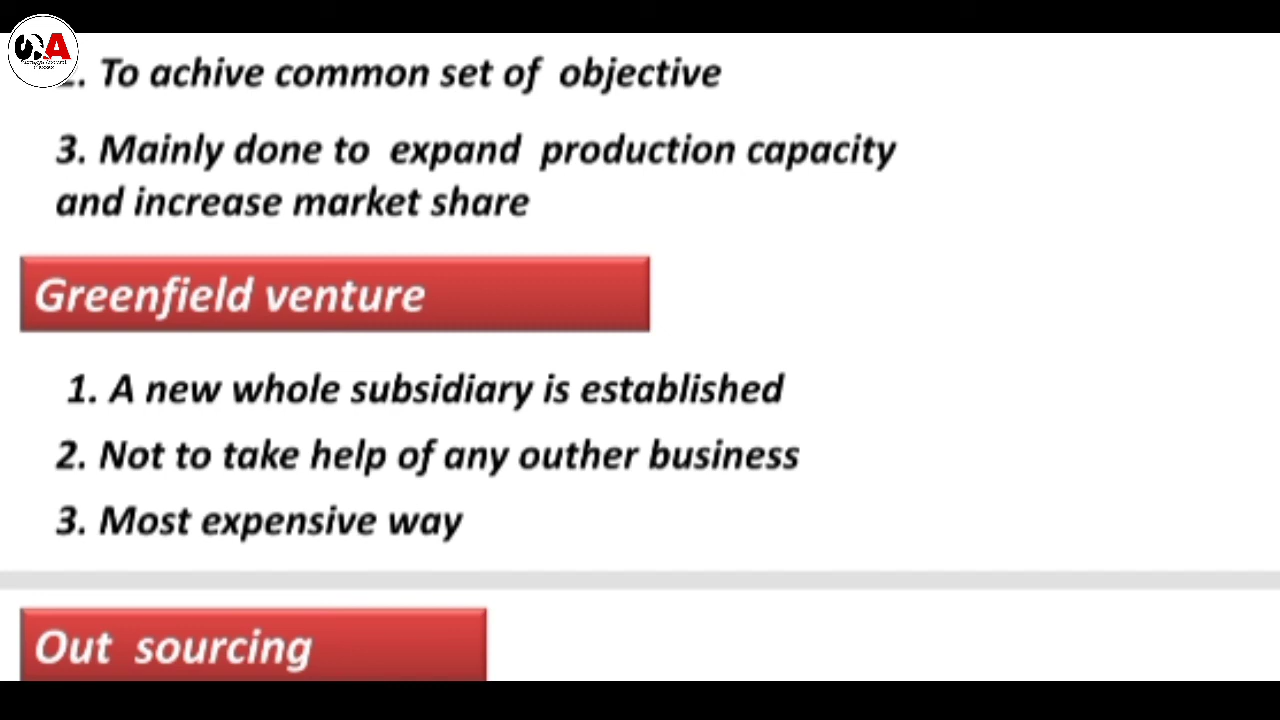 To achive common set of objective
3. Mainly done to expand production capacity
and increase market share
Greenfield venture
1. A new whole subsidiary is established
2. Not to take help of any outher business
3. Most expensive way
Out sourcing